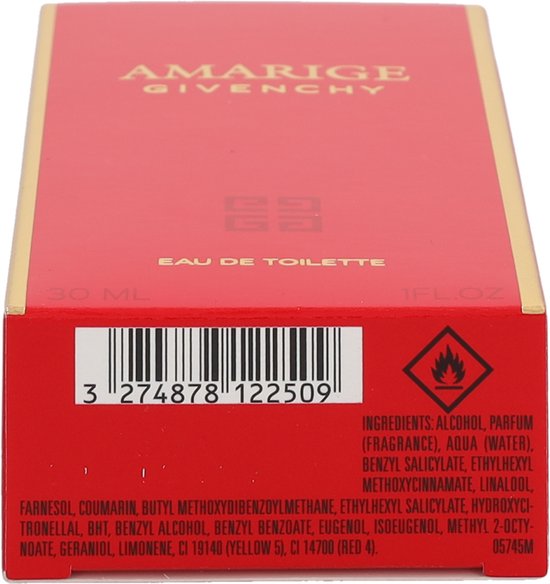 AMARIGE
GIVENCHY
EAU DE TOILETTE
30 ML 1FL.OZ
3 274878 122509
INGREDIENTS: ALCOHOL, PARFUM
(FRAGRANCE), AQUA (WATER),
BENZYL SALICYLATE, ETHYLHEXYL
METHOXYCINNAMATE, LINALOOL,
FARNESOL, COUMARIN, BUTYL METHOXYDIBENZOYLMETHANE, ETHYLHEXYL SALICYLATE, HYDROXYCI-
TRONELLAL, BHT, BENZYL ALCOHOL, BENZYL BENZOATE, EUGENOL, ISOEUGENOL, METHYL 2-OCTY-
NOATE, GERANIOL, LIMONENE, CI 19140 (YELLOW 5), CI 14700 (RED 4). 05745M